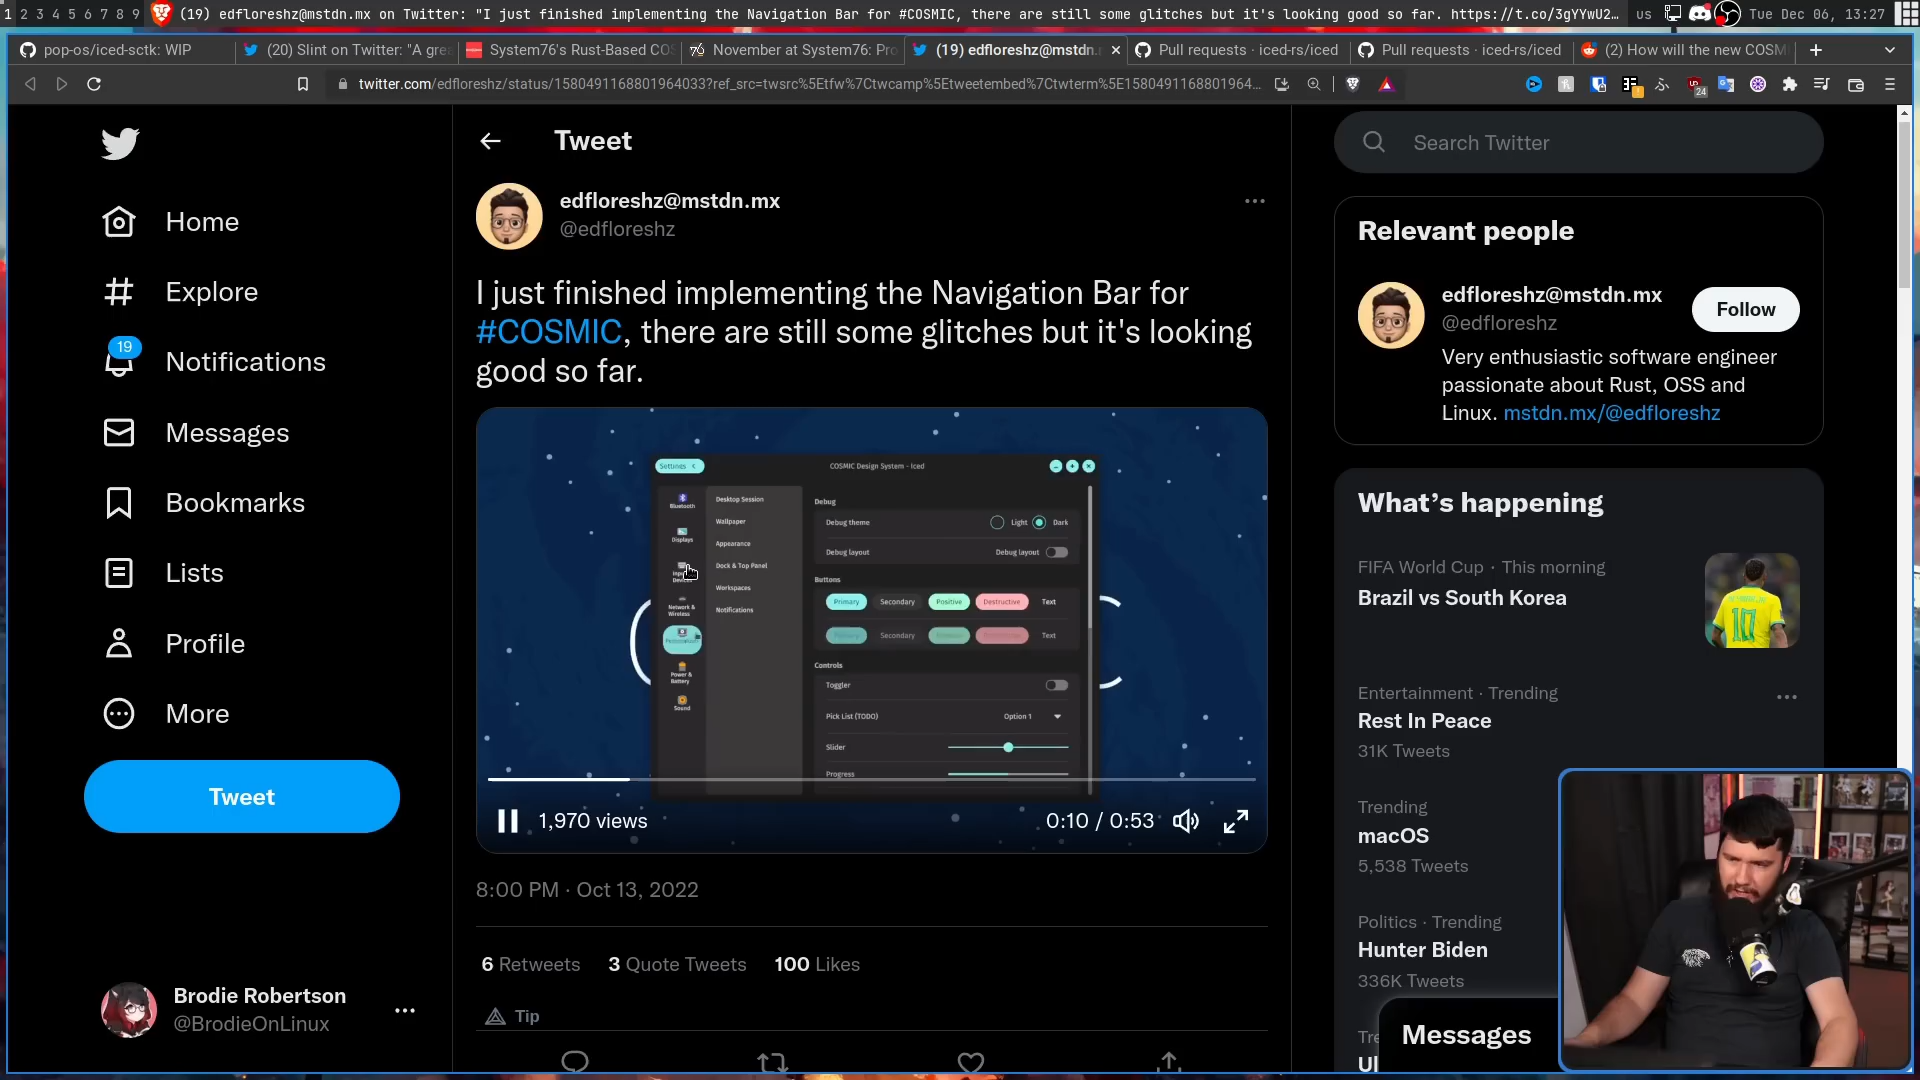 1 2 3 4 5 6 7 8 9 (19) edfloreshz@mstdn.mx on Twitter: "I just finished implementing the Navigation Bar for #COSMIC, there are still some glitches but it's looking good so far. https://t.co/3gYYwU2… us Tue Dec 06, 13:27
pop-os/iced-sctk: WIP
(20) Slint on Twitter: "A grea
System76's Rust-Based COS
November at System76: Pro
(19) edfloreshz@mstdn.
Pull requests · iced-rs/iced
Pull requests · iced-rs/iced
(2) How will the new COSM
twitter.com/edfloreshz/status/1580491168801964033?ref_src=twsrc%5Etfw%7Ctwcamp%5Etweetembed%7Ctwterm%5E1580491168801964…
24
Home
Explore
19
Notifications
Messages
Bookmarks
Lists
Profile
More
Tweet
Brodie Robertson
@BrodieOnLinux
Tweet
edfloreshz@mstdn.mx
@edfloreshz
I just finished implementing the Navigation Bar for
#COSMIC, there are still some glitches but it's looking
good so far.
Settings
COSMIC Design System - Iced
Bluetooth
Displays
Network & Wireless
Power & Battery
Sound
Desktop Session
Wallpaper
Appearance
Dock & Top Panel
Workspaces
Notifications
Debug
Debug theme Light Dark
Debug layout Debug layout
Buttons
Primary Secondary Positive Destructive Text
Secondary Text
Controls
Toggler
Pick List (TODO) Option 1
Slider
Progress
1,970 views
0:10 / 0:53
8:00 PM · Oct 13, 2022
6 Retweets 3 Quote Tweets 100 Likes
Tip
Search Twitter
Relevant people
edfloreshz@mstdn.mx
@edfloreshz
Follow
Very enthusiastic software engineer
passionate about Rust, OSS and
Linux. mstdn.mx/@edfloreshz
What's happening
FIFA World Cup · This morning
Brazil vs South Korea
10
Entertainment · Trending
Rest In Peace
31K Tweets
Trending
macOS
5,538 Tweets
Politics · Trending
Hunter Biden
336K Tweets
Messages